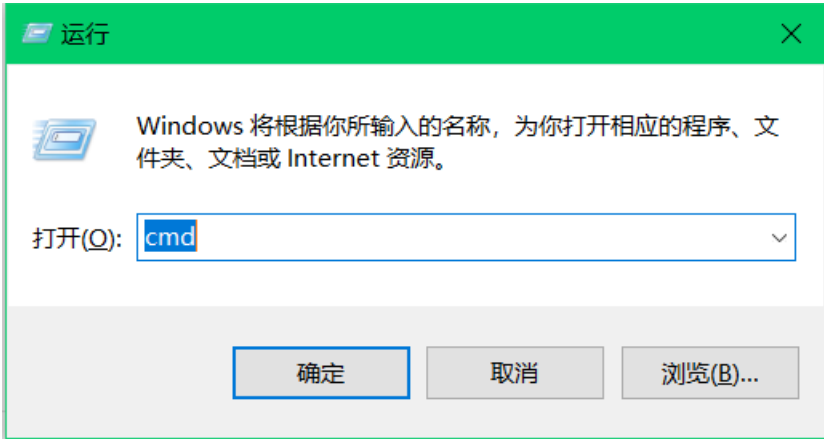 运行
Windows 将根据你所输入的名称，为你打开相应的程序、文
件夹、文档或 Internet 资源。
打开(O): cmd
确定 取消 浏览(B)...